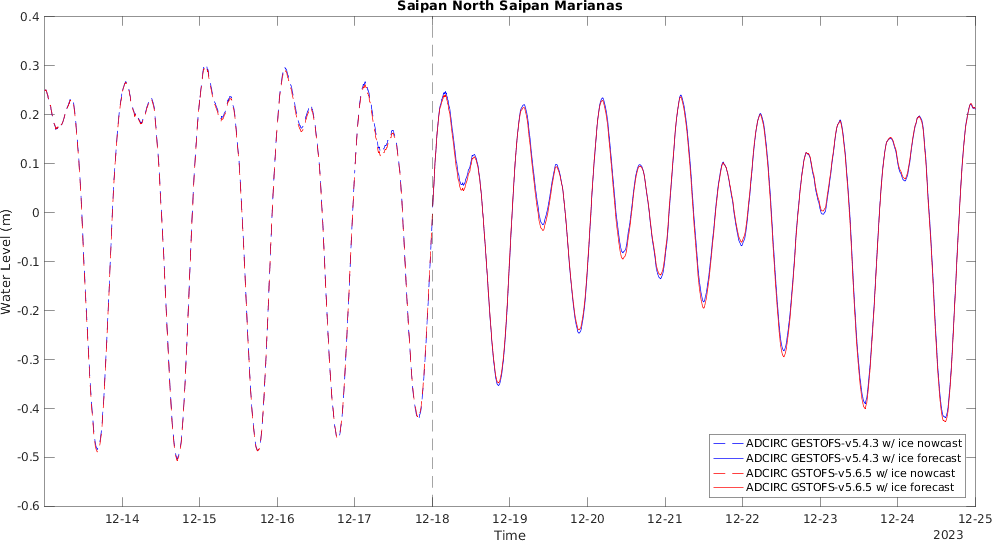 Saipan North Saipan Marianas
0.4
0.3
0.2
0.1
0
-0.1
-0.2
-0.3
-0.4
-0.5
-0.6
Water Level (m)
ADCIRC GESTOFS-v5.4.3 w/ ice nowcast
ADCIRC GESTOFS-v5.4.3 w/ ice forecast
ADCIRC GSTOFS-v5.6.5 w/ ice nowcast
ADCIRC GSTOFS-v5.6.5 w/ ice forecast
12-14 12-15 12-16 12-17 12-18 12-19 12-20 12-21 12-22 12-23 12-24 12-25
Time
2023